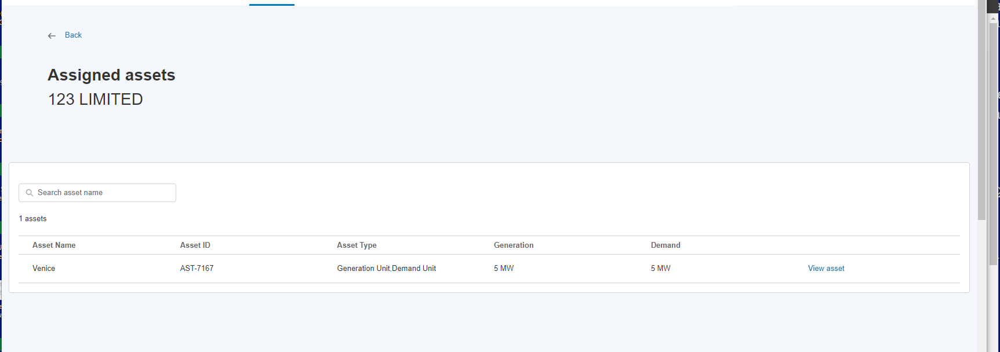 Back
Assigned assets
123 LIMITED
Search asset name
1 assets
Asset Name Asset ID Asset Type Generation Demand
Venice AST-7167 Generation Unit,Demand Unit 5 MW 5 MW View asset